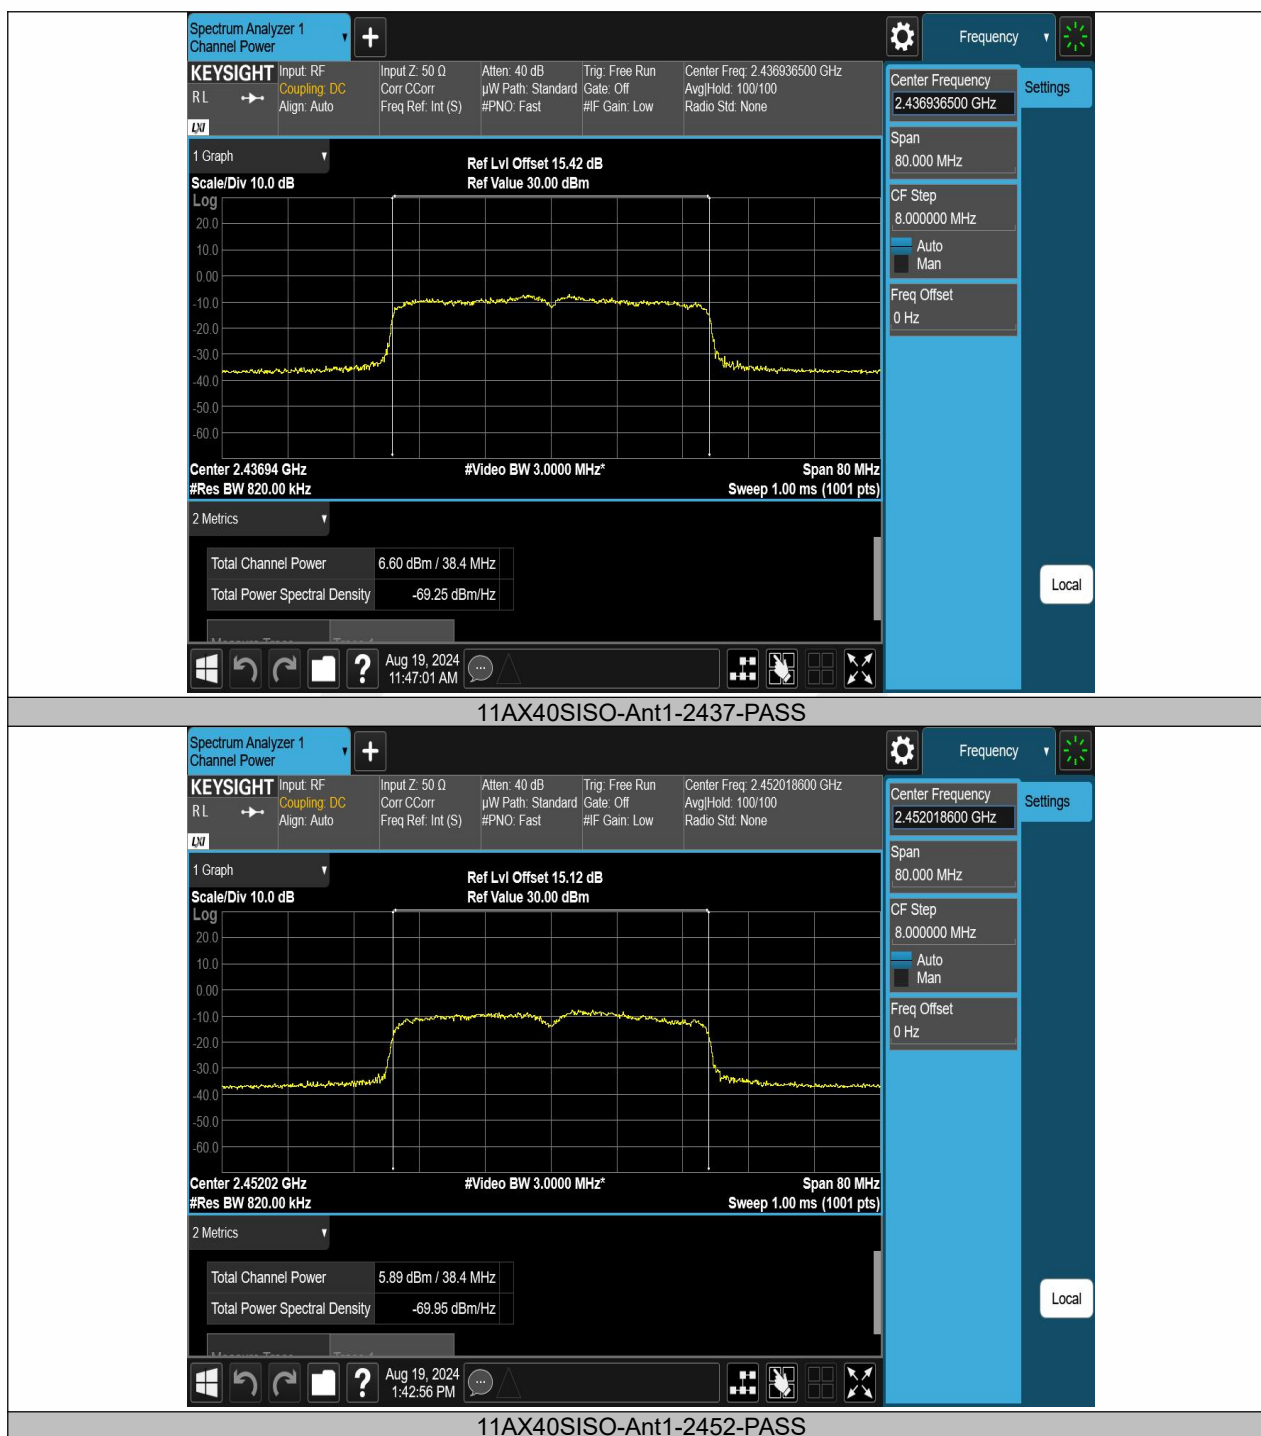 Spectrum Analyzer 1
Channel Power
+
Frequency
KEYSIGHT
R L
LXI
Input: RF
Coupling: DC
Align: Auto
Input Z: 50 Ω
Corr CCorr
Freq Ref: Int (S)
Atten: 40 dB
µW Path: Standard
#PNO: Fast
Trig: Free Run
Gate: Off
#IF Gain: Low
Center Freq: 2.436936500 GHz
Avg|Hold: 100/100
Radio Std: None
Center Frequency
2.436936500 GHz
Settings
Span
80.000 MHz
CF Step
8.000000 MHz
Auto
Man
Freq Offset
0 Hz
Local
1 Graph
Scale/Div 10.0 dB
Ref Lvl Offset 15.42 dB
Ref Value 30.00 dBm
Log
20.0
10.0
0.00
-10.0
-20.0
-30.0
-40.0
-50.0
-60.0
Center 2.43694 GHz
#Video BW 3.0000 MHz*
Span 80 MHz
#Res BW 820.00 kHz
Sweep 1.00 ms (1001 pts)
2 Metrics
Total Channel Power 6.60 dBm / 38.4 MHz
Total Power Spectral Density -69.25 dBm/Hz
?
Aug 19, 2024
11:47:01 AM
11AX40SISO-Ant1-2437-PASS
Spectrum Analyzer 1
Channel Power
+
Frequency
KEYSIGHT
R L
LXI
Input: RF
Coupling: DC
Align: Auto
Input Z: 50 Ω
Corr CCorr
Freq Ref: Int (S)
Atten: 40 dB
µW Path: Standard
#PNO: Fast
Trig: Free Run
Gate: Off
#IF Gain: Low
Center Freq: 2.452018600 GHz
Avg|Hold: 100/100
Radio Std: None
Center Frequency
2.452018600 GHz
Settings
Span
80.000 MHz
CF Step
8.000000 MHz
Auto
Man
Freq Offset
0 Hz
Local
1 Graph
Scale/Div 10.0 dB
Ref Lvl Offset 15.12 dB
Ref Value 30.00 dBm
Log
20.0
10.0
0.00
-10.0
-20.0
-30.0
-40.0
-50.0
-60.0
Center 2.45202 GHz
#Video BW 3.0000 MHz*
Span 80 MHz
#Res BW 820.00 kHz
Sweep 1.00 ms (1001 pts)
2 Metrics
Total Channel Power 5.89 dBm / 38.4 MHz
Total Power Spectral Density -69.95 dBm/Hz
?
Aug 19, 2024
1:42:56 PM
11AX40SISO-Ant1-2452-PASS